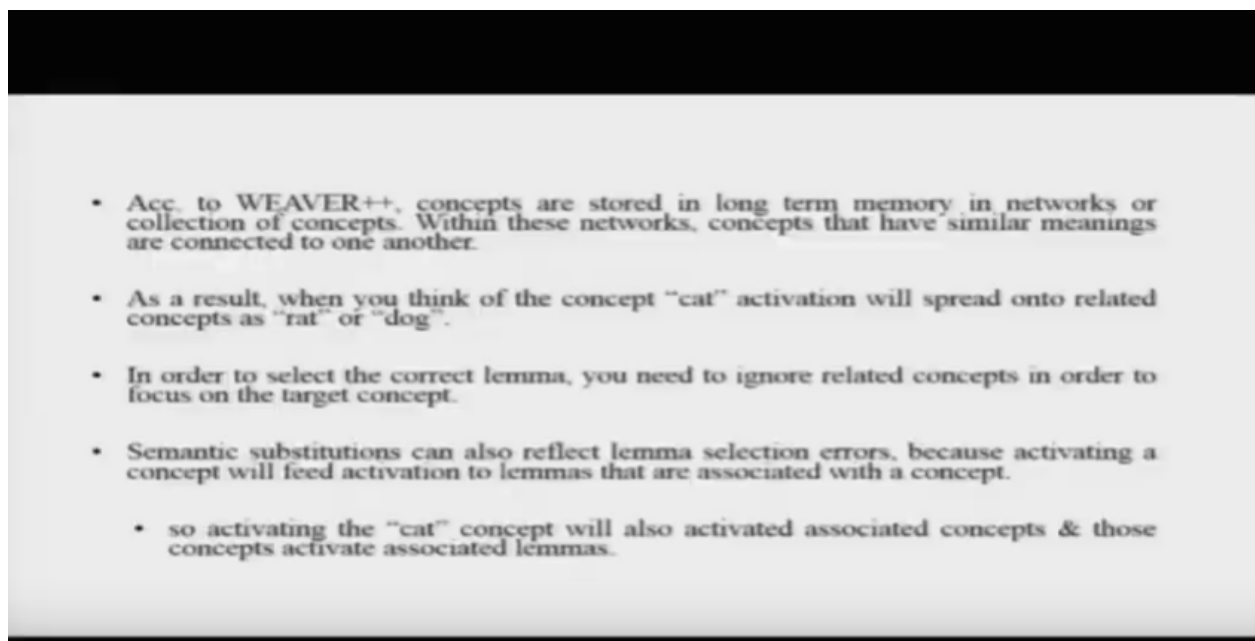 • Acc. to WEAVER++, concepts are stored in long term memory in networks or
collection of concepts. Within these networks, concepts that have similar meanings
are connected to one another.
• As a result, when you think of the concept "cat" activation will spread onto related
concepts as "rat" or "dog".
• In order to select the correct lemma, you need to ignore related concepts in order to
focus on the target concept.
• Semantic substitutions can also reflect lemma selection errors, because activating a
concept will feed activation to lemmas that are associated with a concept.
• so activating the "cat" concept will also activated associated concepts & those
concepts activate associated lemmas.